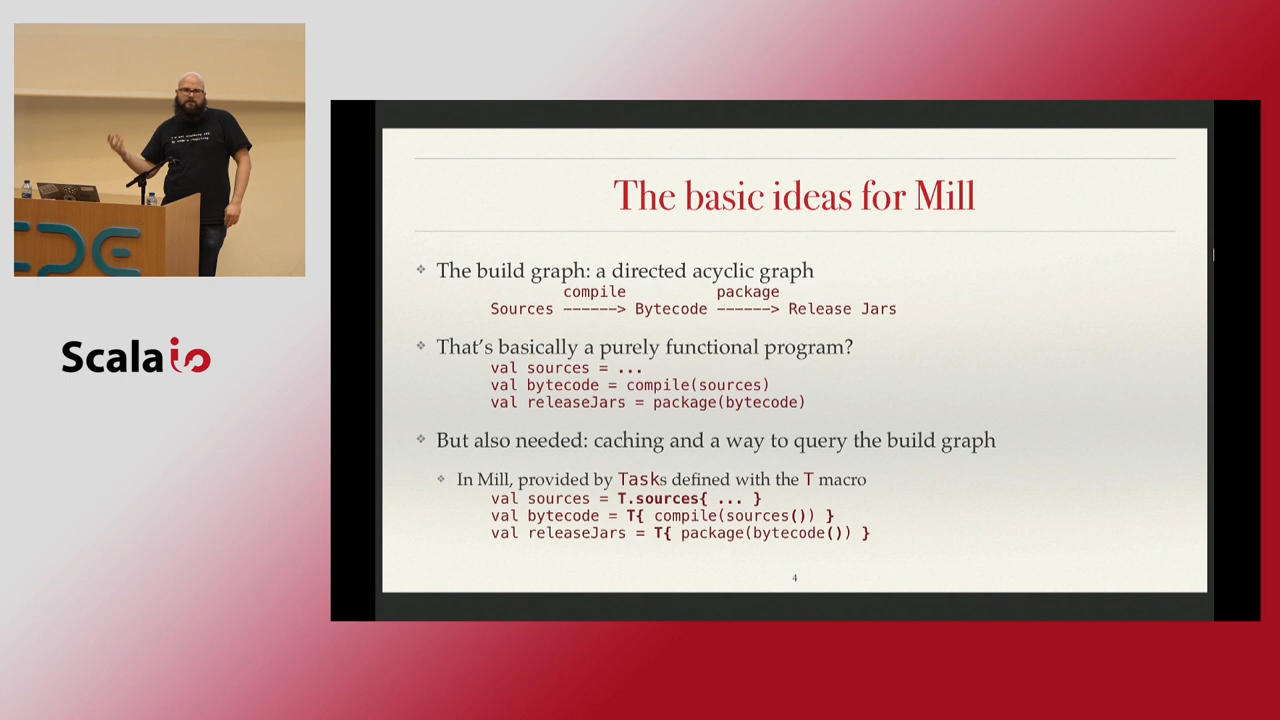 Scalaio
The basic ideas for Mill
❖ The build graph: a directed acyclic graph
compile package
Sources ------> Bytecode ------> Release Jars
❖ That's basically a purely functional program?
val sources = ...
val bytecode = compile(sources)
val releaseJars = package(bytecode)
❖ But also needed: caching and a way to query the build graph
❖ In Mill, provided by Tasks defined with the T macro
val sources = T.sources{ ... }
val bytecode = T{ compile(sources()) }
val releaseJars = T{ package(bytecode()) }
4